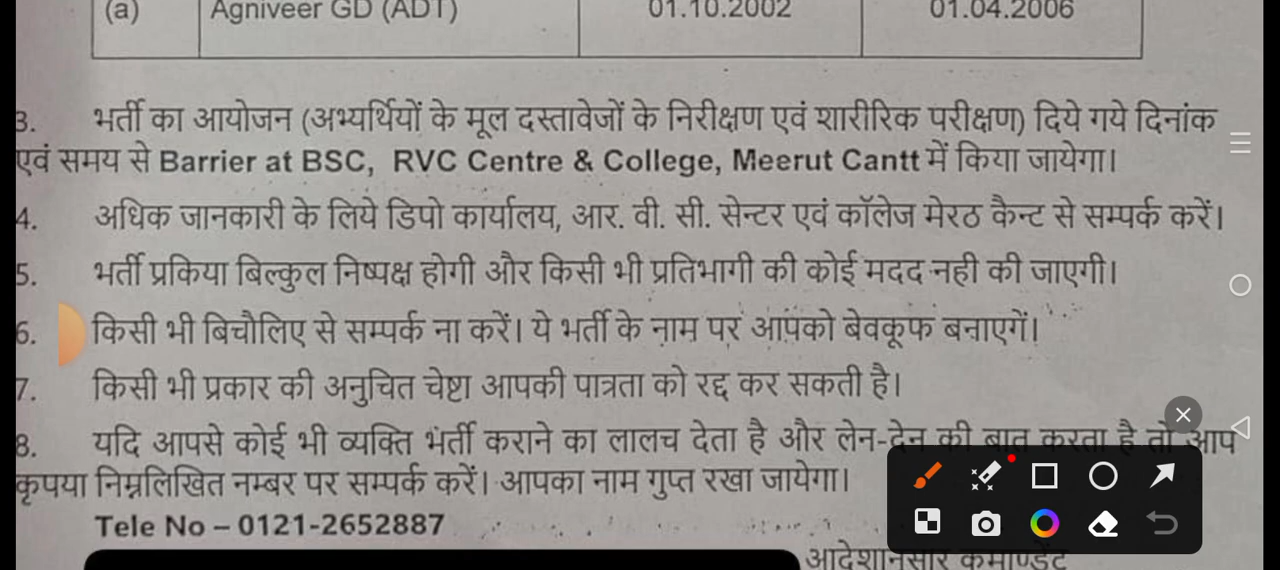 (a) Agniveer GD (ADT) 01.10.2002 01.04.2006
3. भर्ती का आयोजन (अभ्यर्थियों के मूल दस्तावेजों के निरीक्षण एवं शारीरिक परीक्षण) दिये गये दिनांक
एवं समय से Barrier at BSC, RVC Centre & College, Meerut Cantt में किया जायेगा।
4. अधिक जानकारी के लिये डिपो कार्यालय, आर. वी. सी. सेन्टर एवं कॉलेज मेरठ कैन्ट से सम्पर्क करें।
5. भर्ती प्रकिया बिल्कुल निष्पक्ष होगी और किसी भी प्रतिभागी की कोई मदद नही की जाएगी।
6. किसी भी बिचौलिए से सम्पर्क ना करें। ये भर्ती के नाम पर आपको बेवकूफ बनाएगें।
7. किसी भी प्रकार की अनुचित चेष्टा आपकी पात्रता को रद्द कर सकती है।
8. यदि आपसे कोई भी व्यक्ति भर्ती कराने का लालच देता है और लेन-देन की बात करता है तो आप
कृपया निम्नलिखित नम्बर पर सम्पर्क करें। आपका नाम गुप्त रखा जायेगा।
Tele No – 0121-2652887
आदेशानुसार कमाण्डेंट